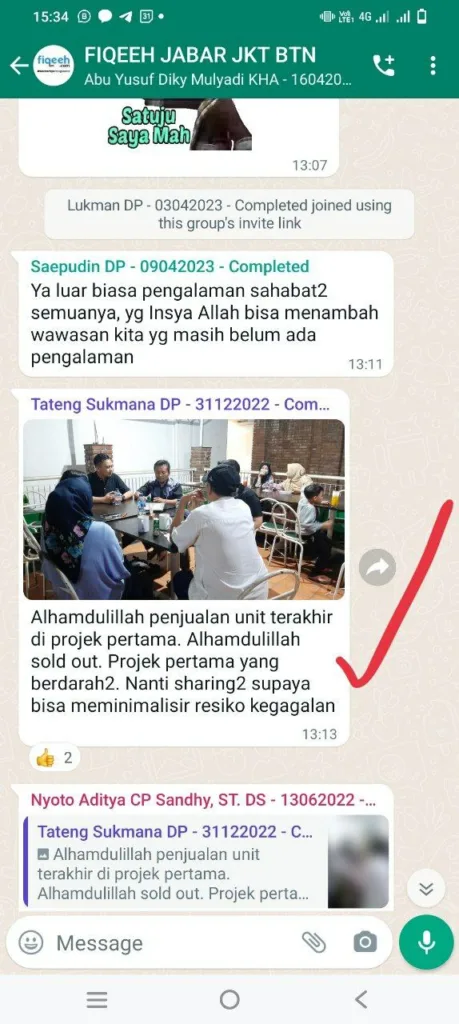 15:34
31
Vo))
LTE1
4G
fiqeeh
.com
FIQEEH JABAR JKT BTN
Abu Yusuf Diky Mulyadi KHA - 160420...
Satuju
Saya Mah
13:07
Lukman DP - 03042023 - Completed joined using
this group's invite link
Saepudin DP - 09042023 - Completed
Ya luar biasa pengalaman sahabat2
semuanya, yg Insya Allah bisa menambah
wawasan kita yg masih belum ada
pengalaman
13:11
Tateng Sukmana DP - 31122022 - Com...
Alhamdulillah penjualan unit terakhir
di projek pertama. Alhamdulillah
sold out. Projek pertama yang
berdarah2. Nanti sharing2 supaya
bisa meminimalisir resiko kegagalan
13:13
👍 2
Nyoto Aditya CP Sandhy, ST. DS - 13062022 -...
Tateng Sukmana DP - 31122022 - C...
Alhamdulillah penjualan unit
terakhir di projek pertama.
Alhamdulillah sold out. Projek perta...
Message